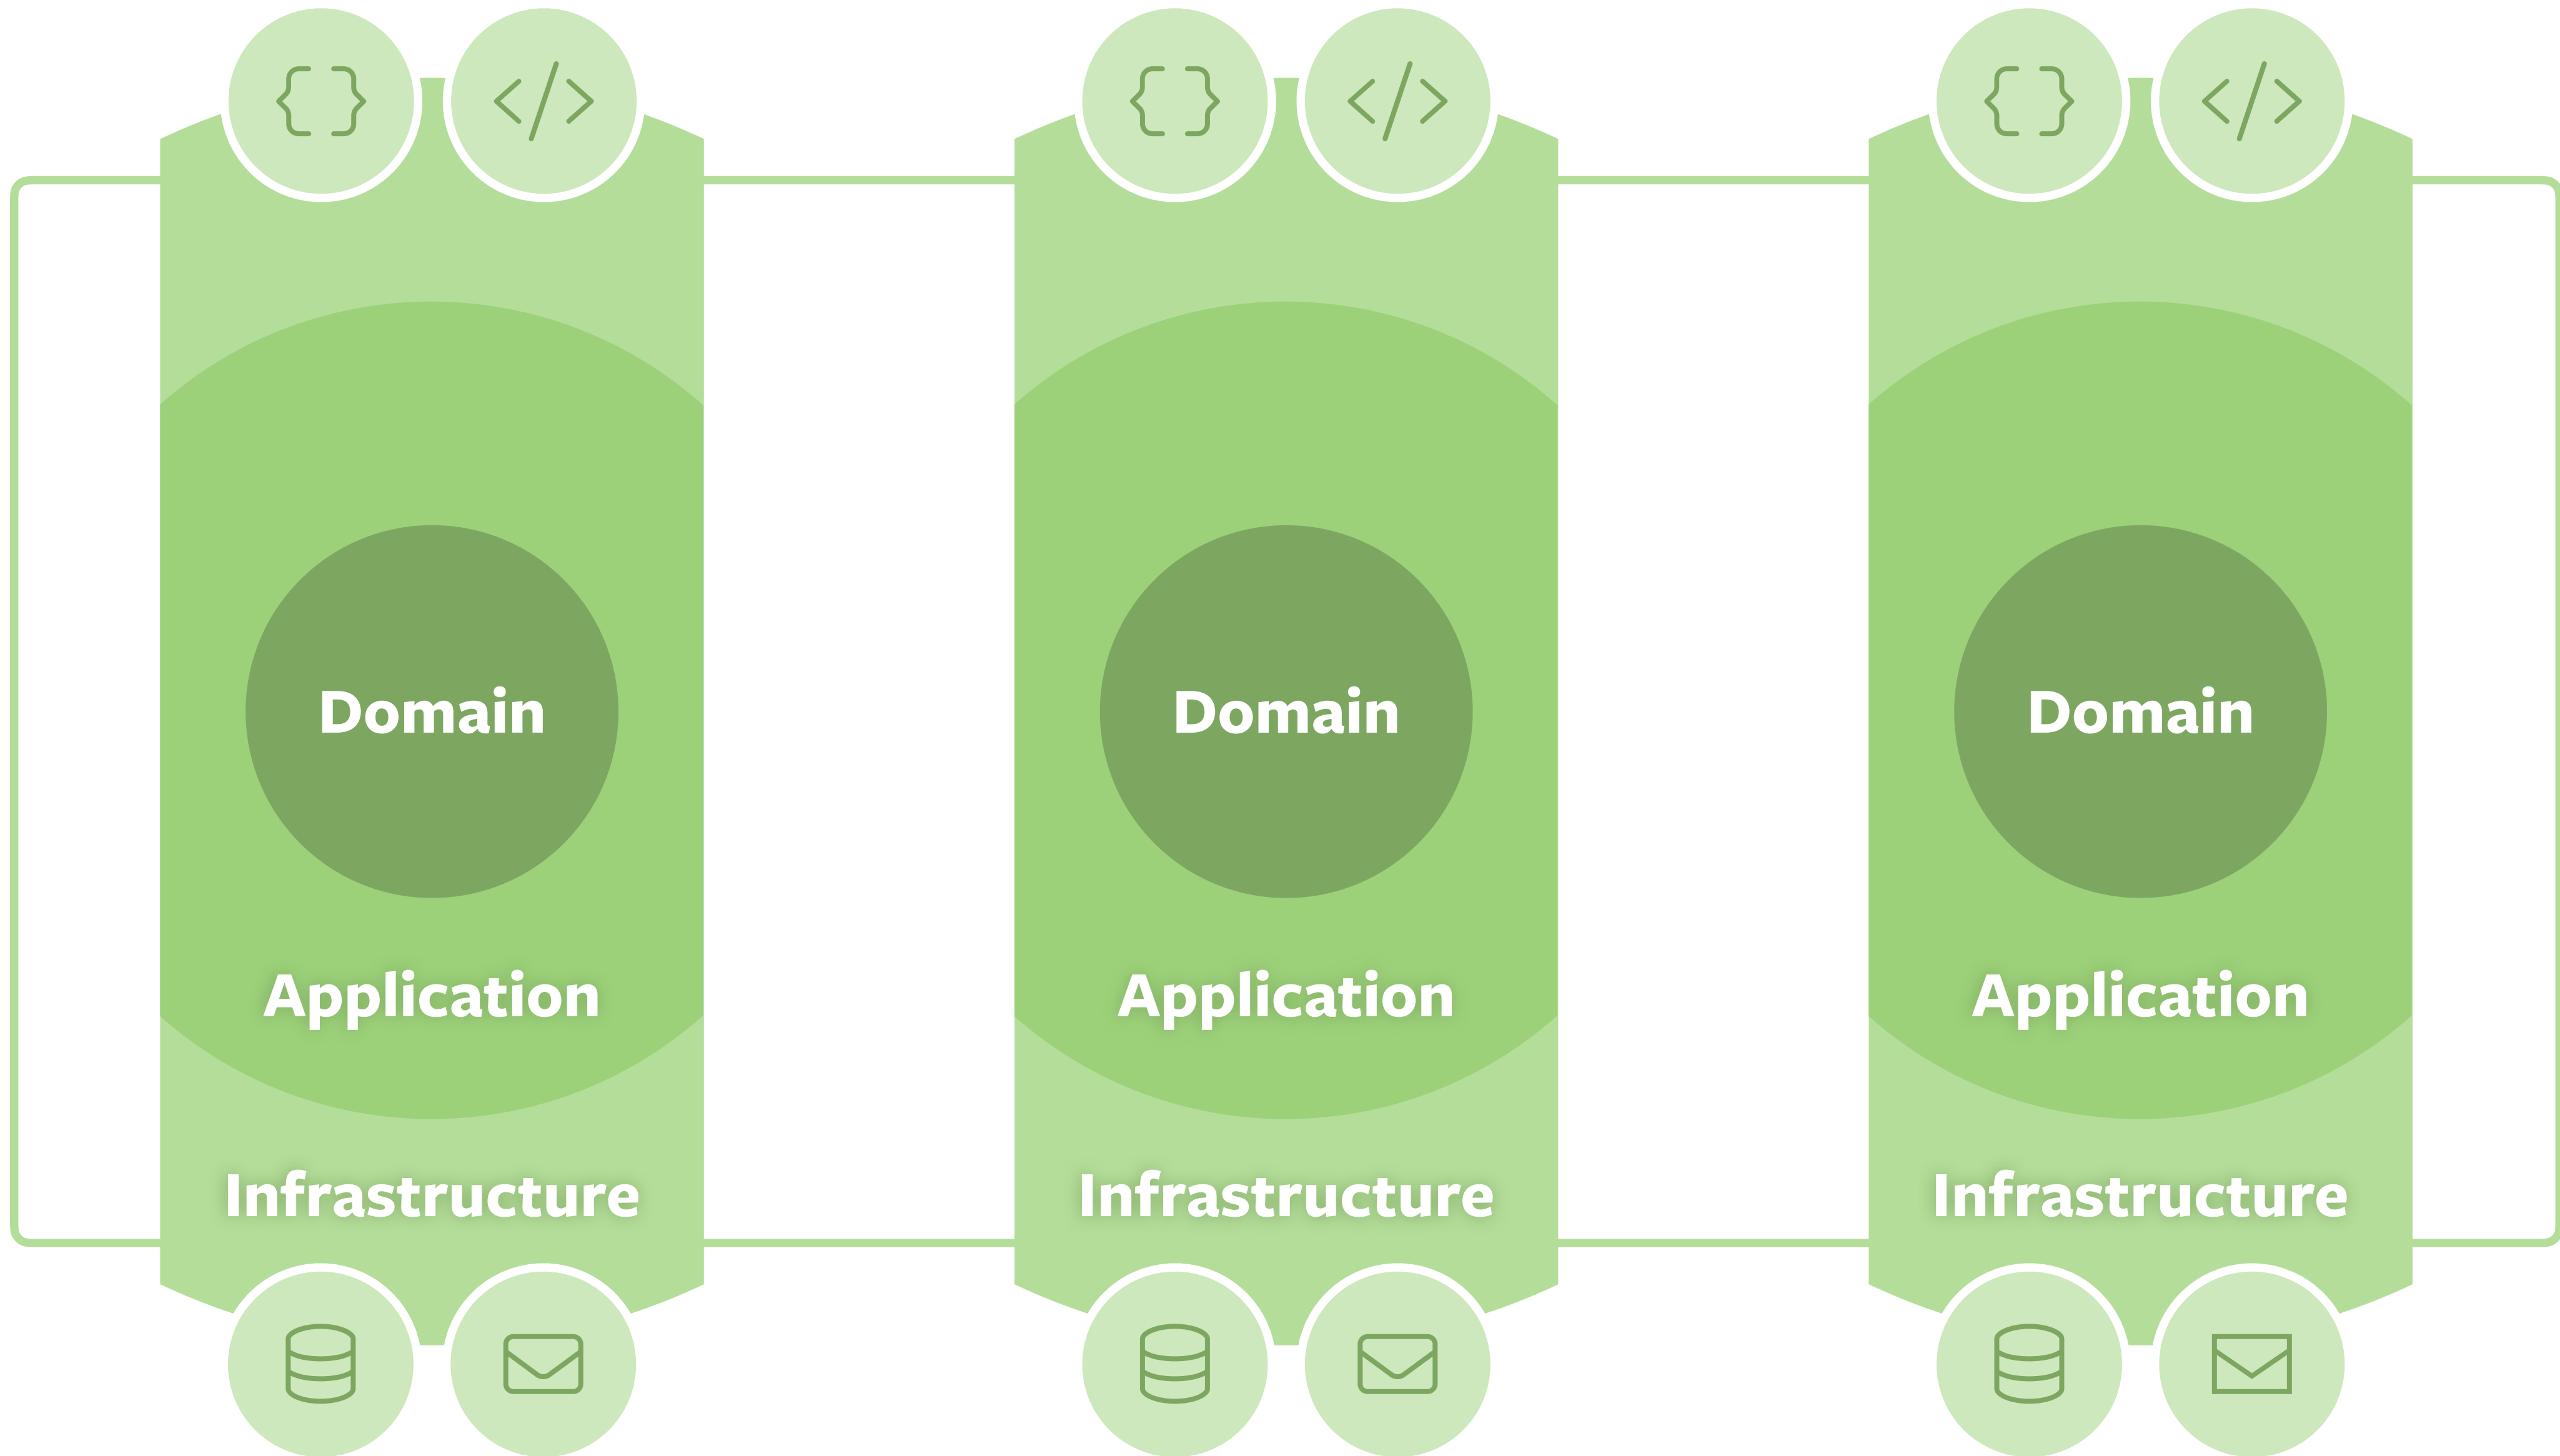 Domain
Domain
Domain
Application
Application
Application
Infrastructure
Infrastructure
Infrastructure